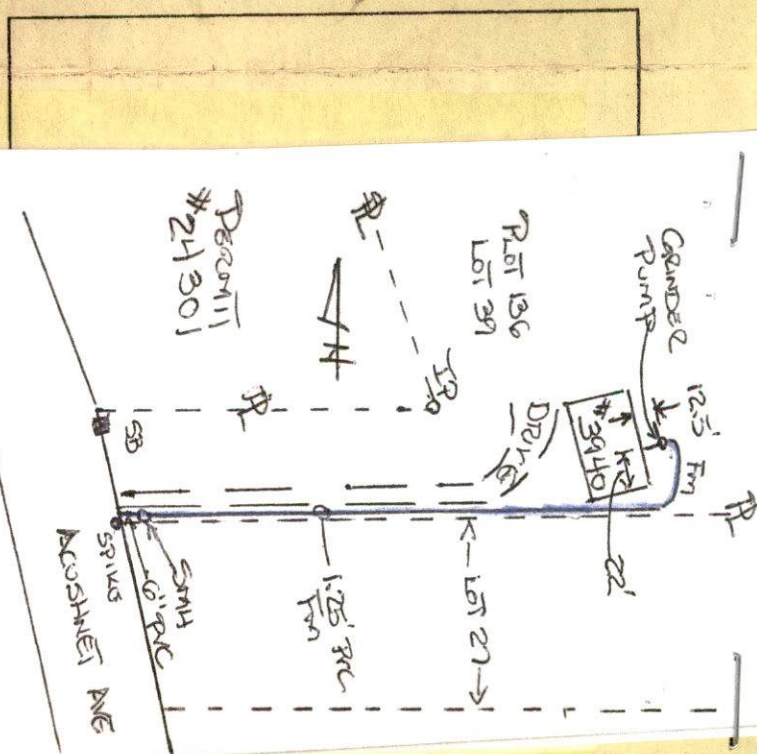 PERMIT
#24301
PL
N
PLOT 136
LOT 39
GRINDER
PUMP
12.5'
FM
#3940
22'
DRIVE
PL
PL
SB
LOT 27
1.25" PVC
FM
SMH
6" PVC
SPIKE
ACUSHNET AVE